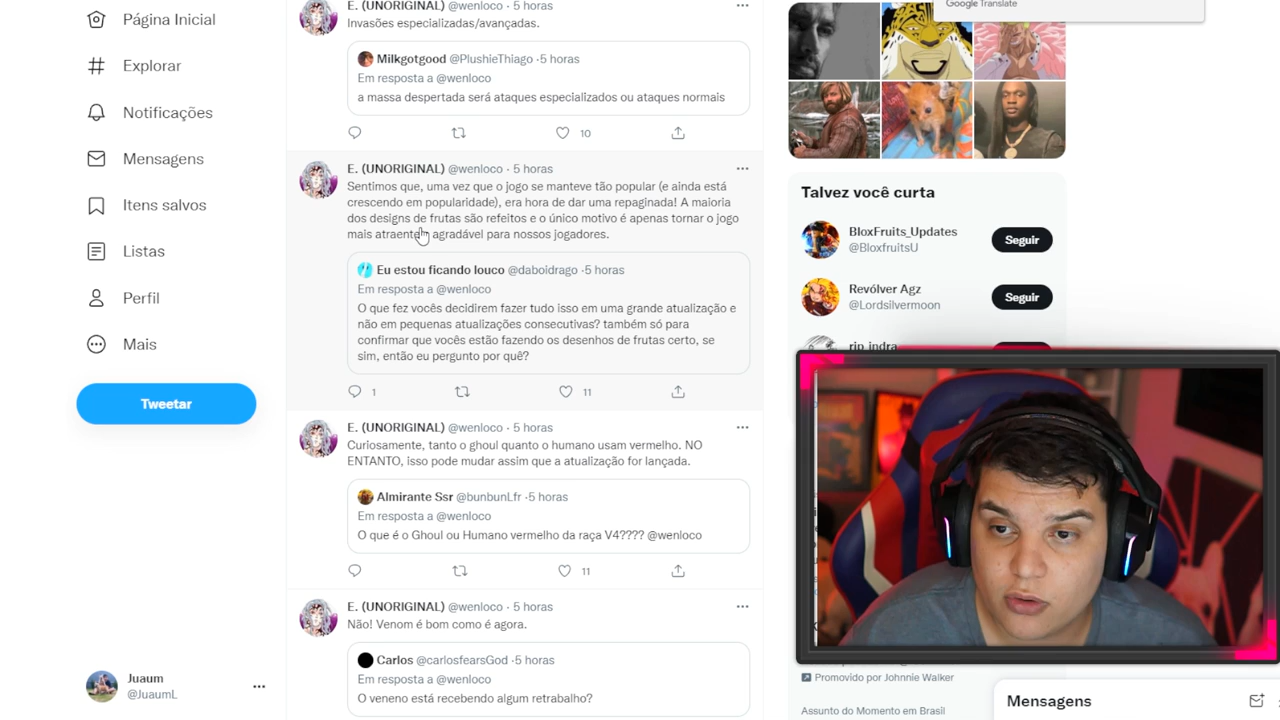 Google Translate
Página Inicial
Explorar
Notificações
Mensagens
Itens salvos
Listas
Perfil
Mais
Tweetar
Juaum
@JuaumL
E. (UNORIGINAL) @wenloco · 5 horas
Invasões especializadas/avançadas.
Milkgotgood @PlushieThiago ·5 horas
Em resposta a @wenloco
a massa despertada será ataques especializados ou ataques normais
10
E. (UNORIGINAL) @wenloco · 5 horas
Sentimos que, uma vez que o jogo se manteve tão popular (e ainda está
crescendo em popularidade), era hora de dar uma repaginada! A maioria
dos designs de frutas são refeitos e o único motivo é apenas tornar o jogo
mais atraente e agradável para nossos jogadores.
Eu estou ficando louco @daboidrago ·5 horas
Em resposta a @wenloco
O que fez vocês decidirem fazer tudo isso em uma grande atualização e
não em pequenas atualizações consecutivas? também só para
confirmar que vocês estão fazendo os desenhos de frutas certo, se
sim, então eu pergunto por quê?
1 11
E. (UNORIGINAL) @wenloco · 5 horas
Curiosamente, tanto o ghoul quanto o humano usam vermelho. NO
ENTANTO, isso pode mudar assim que a atualização for lançada.
Almirante Ssr @bunbunLfr ·5 horas
Em resposta a @wenloco
O que é o Ghoul ou Humano vermelho da raça V4???? @wenloco
11
E. (UNORIGINAL) @wenloco · 5 horas
Não! Venom é bom como é agora.
Carlos @carlosfearsGod ·5 horas
Em resposta a @wenloco
O veneno está recebendo algum retrabalho?
Talvez você curta
BloxFruits_Updates
@BloxfruitsU
Seguir
Revólver Agz
@Lordsilvermoon
Seguir
rip_indra
Promovido por Johnnie Walker
Assunto do Momento em Brasil
Mensagens